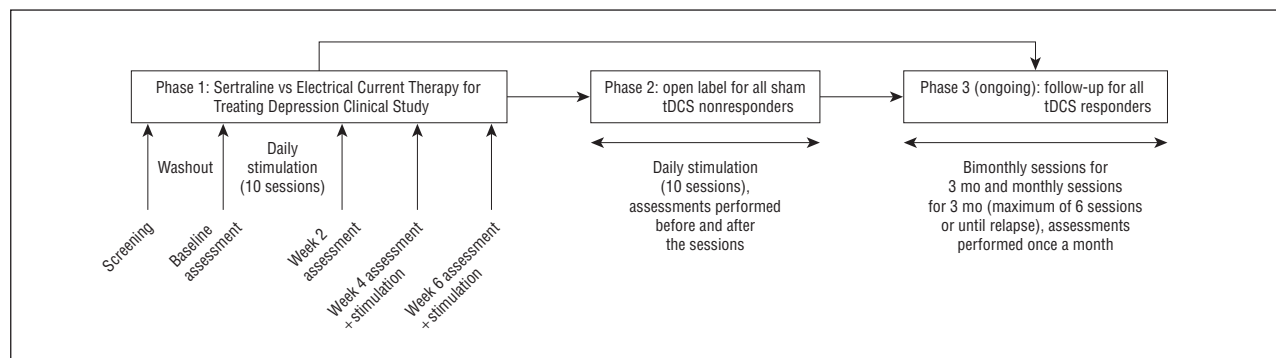 Phase 1: Sertraline vs Electrical Current Therapy for
Treating Depression Clinical Study
Phase 2: open label for all sham
tDCS nonresponders
Phase 3 (ongoing): follow-up for all
tDCS responders
Washout
Daily
stimulation
(10 sessions)
Screening
Baseline
assessment
Week 2
assessment
Week 4 assessment
+ stimulation
Week 6 assessment
+ stimulation
Daily stimulation
(10 sessions),
assessments performed
before and after
the sessions
Bimonthly sessions for
3 mo and monthly sessions
for 3 mo (maximum of 6 sessions
or until relapse), assessments
performed once a month